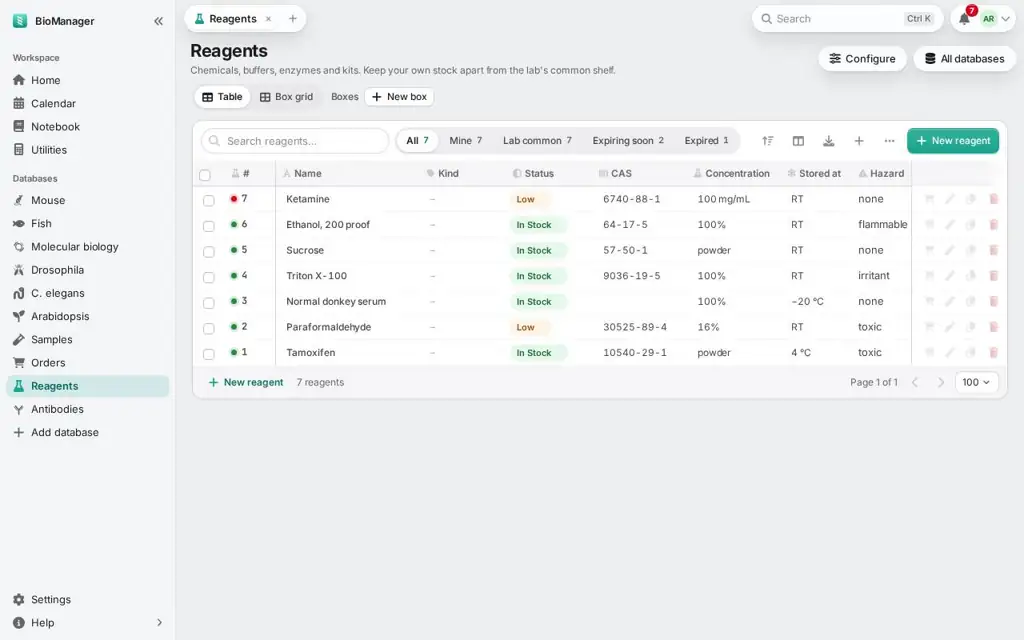 BioManager
Workspace
Home
Calendar
Notebook
Utilities
Databases
Mouse
Fish
Molecular biology
Drosophila
C. elegans
Arabidopsis
Samples
Orders
Reagents
Antibodies
Add database
Settings
Help
Reagents
Search Ctrl K 7 AR
Reagents
Chemicals, buffers, enzymes and kits. Keep your own stock apart from the lab's common shelf.
Configure All databases
Table Box grid Boxes New box
Search reagents... All 7 Mine 7 Lab common 7 Expiring soon 2 Expired 1 New reagent
# Name Kind Status CAS Concentration Stored at Hazard
7 Ketamine – Low 6740-88-1 100 mg/mL RT none
6 Ethanol, 200 proof – In Stock 64-17-5 100% RT flammable
5 Sucrose – In Stock 57-50-1 powder RT none
4 Triton X-100 – In Stock 9036-19-5 100% RT irritant
3 Normal donkey serum – In Stock 100% −20 °C none
2 Paraformaldehyde – Low 30525-89-4 16% RT toxic
1 Tamoxifen – In Stock 10540-29-1 powder 4 °C toxic
New reagent 7 reagents Page 1 of 1 100